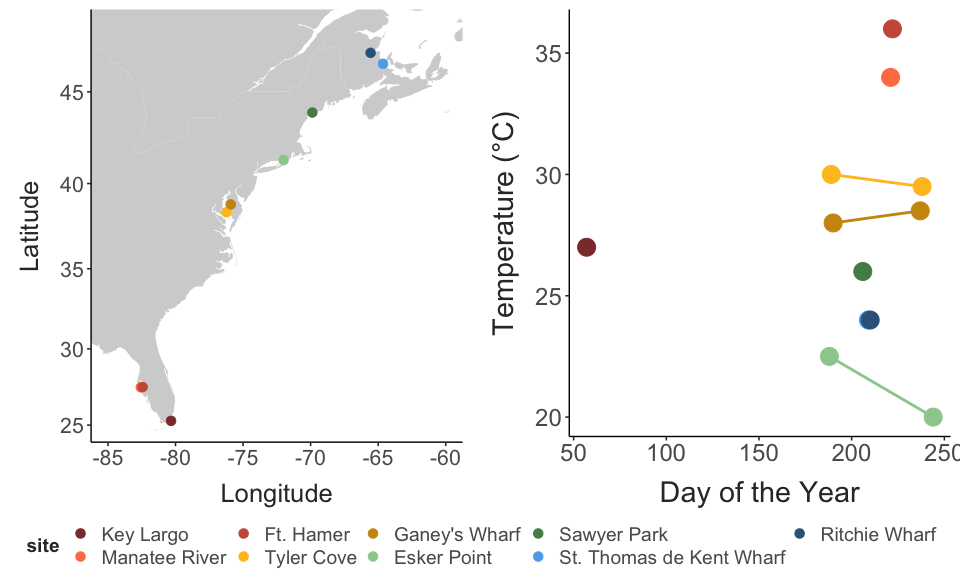 Latitude
45
40
35
30
25
-85 -80 -75 -70 -65 -60
Longitude
Temperature (°C)
35
30
25
20
50 100 150 200 250
Day of the Year
site
Key Largo Ft. Hamer Ganey's Wharf Sawyer Park Ritchie Wharf
Manatee River Tyler Cove Esker Point St. Thomas de Kent Wharf